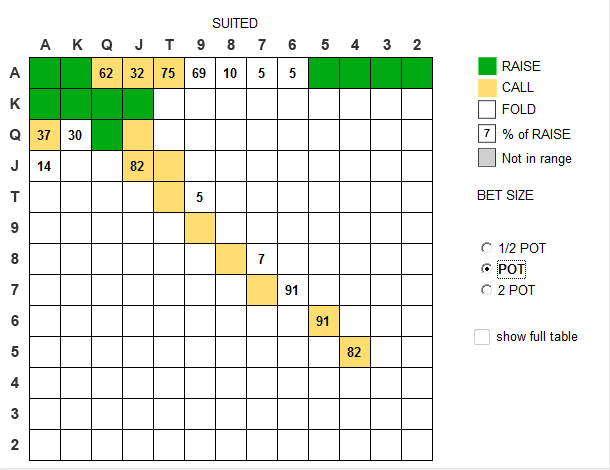 SUITED
A K Q J T 9 8 7 6 5 4 3 2
A 62 32 75 69 10 5 5
K
Q 37 30
J 14 82
T 5
9
8 7
7 91
6 91
5 82
4
3
2
RAISE
CALL
FOLD
7 % of RAISE
Not in range
BET SIZE
1/2 POT
POT
2 POT
show full table